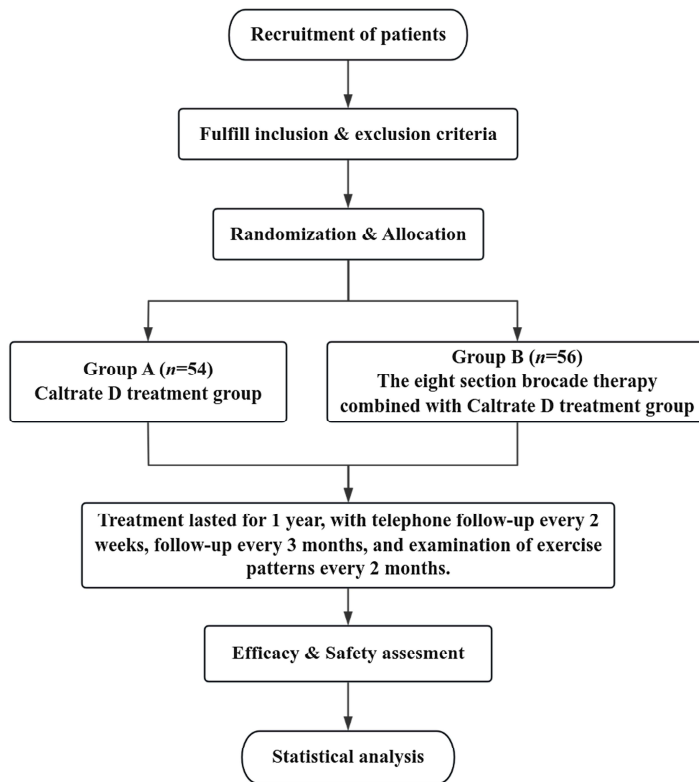 Recruitment of patients
Fulfill inclusion & exclusion criteria
Randomization & Allocation
Group A (n=54)
Caltrate D treatment group
Group B (n=56)
The eight section brocade therapy
combined with Caltrate D treatment group
Treatment lasted for 1 year, with telephone follow-up every 2
weeks, follow-up every 3 months, and examination of exercise
patterns every 2 months.
Efficacy & Safety assesment
Statistical analysis